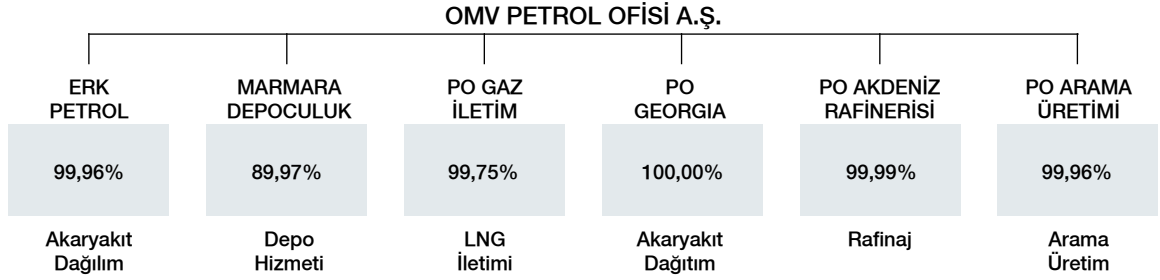 OMV PETROL OFİSİ A.Ş.
ERK
PETROL
99,96%
Akaryakıt
Dağılım
MARMARA
DEPOCULUK
89,97%
Depo
Hizmeti
PO GAZ
İLETİM
99,75%
LNG
İletimi
PO
GEORGIA
100,00%
Akaryakıt
Dağıtım
PO AKDENİZ
RAFİNERİSİ
99,99%
Rafinaj
PO ARAMA
ÜRETİMİ
99,96%
Arama
Üretim